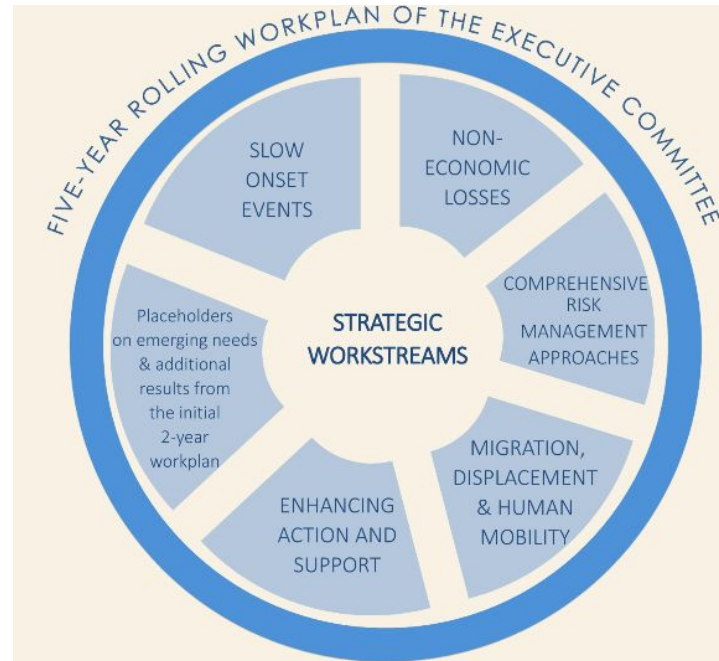 FIVE-YEAR ROLLING WORKPLAN OF THE EXECUTIVE COMMITTEE
SLOW
ONSET
EVENTS
NON-
ECONOMIC
LOSSES
COMPREHENSIVE
RISK
MANAGEMENT
APPROACHES
MIGRATION,
DISPLACEMENT
& HUMAN
MOBILITY
ENHANCING
ACTION AND
SUPPORT
Placeholders
on emerging needs
& additional
results from
the initial
2-year
workplan
STRATEGIC
WORKSTREAMS